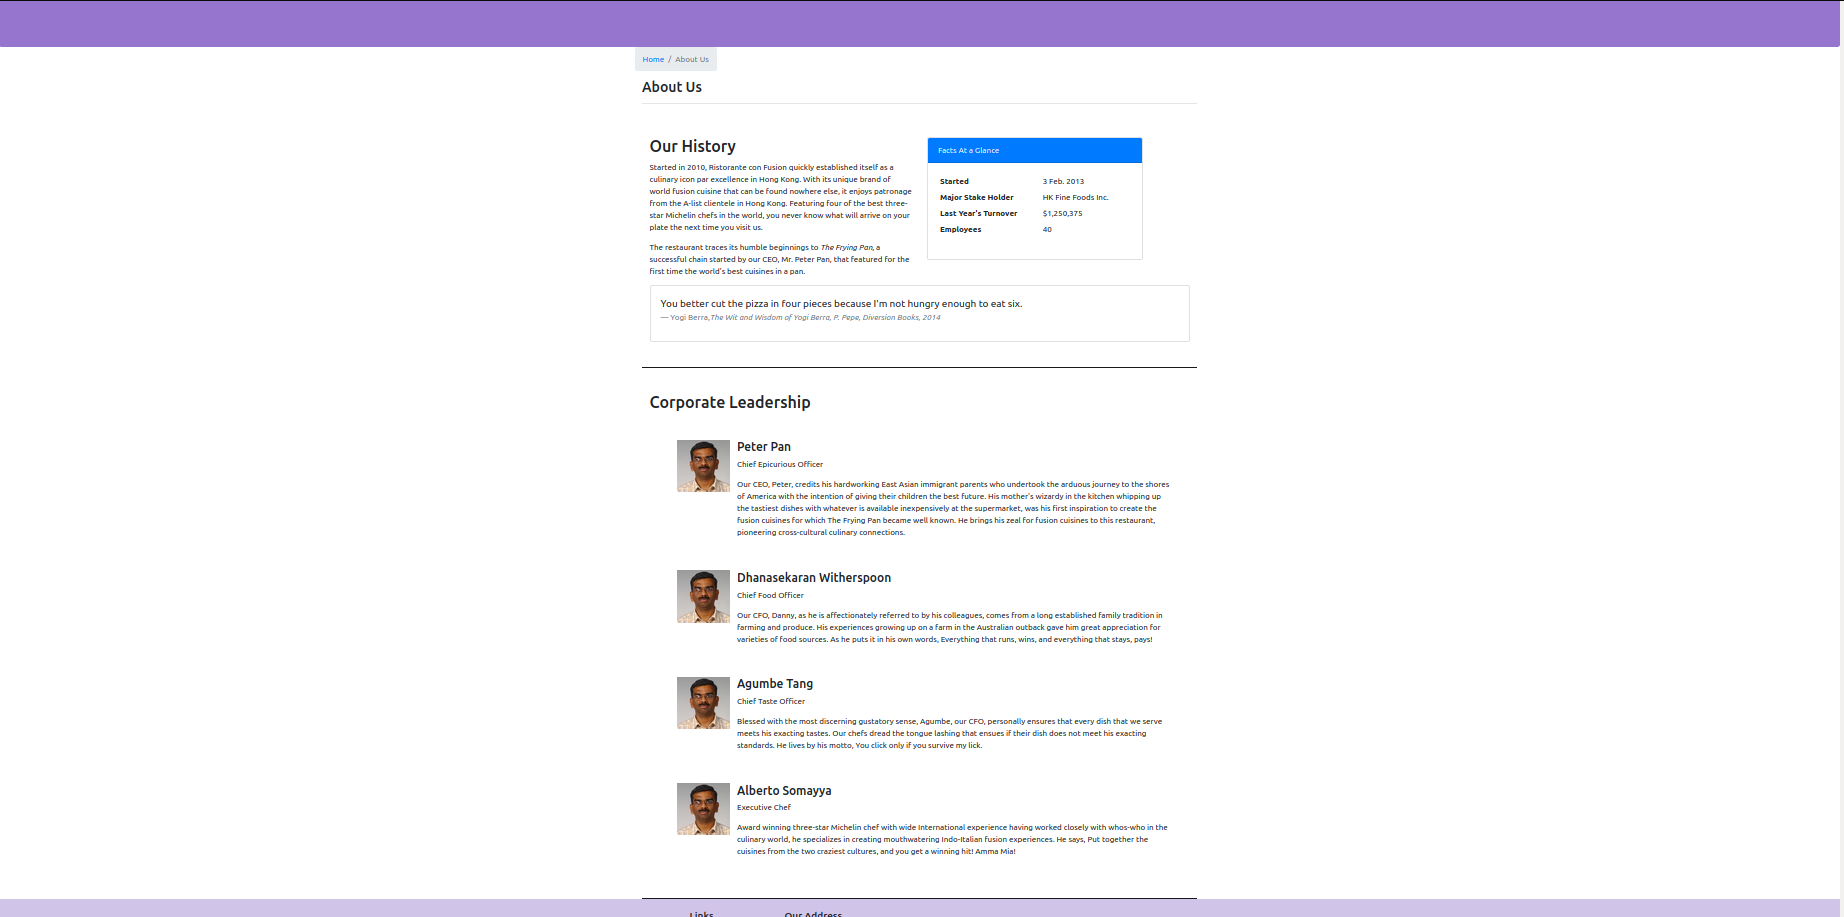 Home / About Us
About Us
Our History
Started in 2010, Ristorante con Fusion quickly established itself as a
culinary icon par excellence in Hong Kong. With its unique brand of
world fusion cuisine that can be found nowhere else, it enjoys patronage
from the A-list clientele in Hong Kong. Featuring four of the best three-
star Michelin chefs in the world, you never know what will arrive on your
plate the next time you visit us.
The restaurant traces its humble beginnings to The Frying Pan, a
successful chain started by our CEO, Mr. Peter Pan, that featured for the
first time the world's best cuisines in a pan.
Facts At a Glance
Started 3 Feb. 2013
Major Stake Holder HK Fine Foods Inc.
Last Year's Turnover $1,250,375
Employees 40
You better cut the pizza in four pieces because I'm not hungry enough to eat six.
— Yogi Berra,The Wit and Wisdom of Yogi Berra, P. Pepe, Diversion Books, 2014
Corporate Leadership
Peter Pan
Chief Epicurious Officer
Our CEO, Peter, credits his hardworking East Asian immigrant parents who undertook the arduous journey to the shores
of America with the intention of giving their children the best future. His mother's wizardy in the kitchen whipping up
the tastiest dishes with whatever is available inexpensively at the supermarket, was his first inspiration to create the
fusion cuisines for which The Frying Pan became well known. He brings his zeal for fusion cuisines to this restaurant,
pioneering cross-cultural culinary connections.
Dhanasekaran Witherspoon
Chief Food Officer
Our CFO, Danny, as he is affectionately referred to by his colleagues, comes from a long established family tradition in
farming and produce. His experiences growing up on a farm in the Australian outback gave him great appreciation for
varieties of food sources. As he puts it in his own words, Everything that runs, wins, and everything that stays, pays!
Agumbe Tang
Chief Taste Officer
Blessed with the most discerning gustatory sense, Agumbe, our CFO, personally ensures that every dish that we serve
meets his exacting tastes. Our chefs dread the tongue lashing that ensues if their dish does not meet his exacting
standards. He lives by his motto, You click only if you survive my lick.
Alberto Somayya
Executive Chef
Award winning three-star Michelin chef with wide International experience having worked closely with whos-who in the
culinary world, he specializes in creating mouthwatering Indo-Italian fusion experiences. He says, Put together the
cuisines from the two craziest cultures, and you get a winning hit! Amma Mia!
Links Our Address